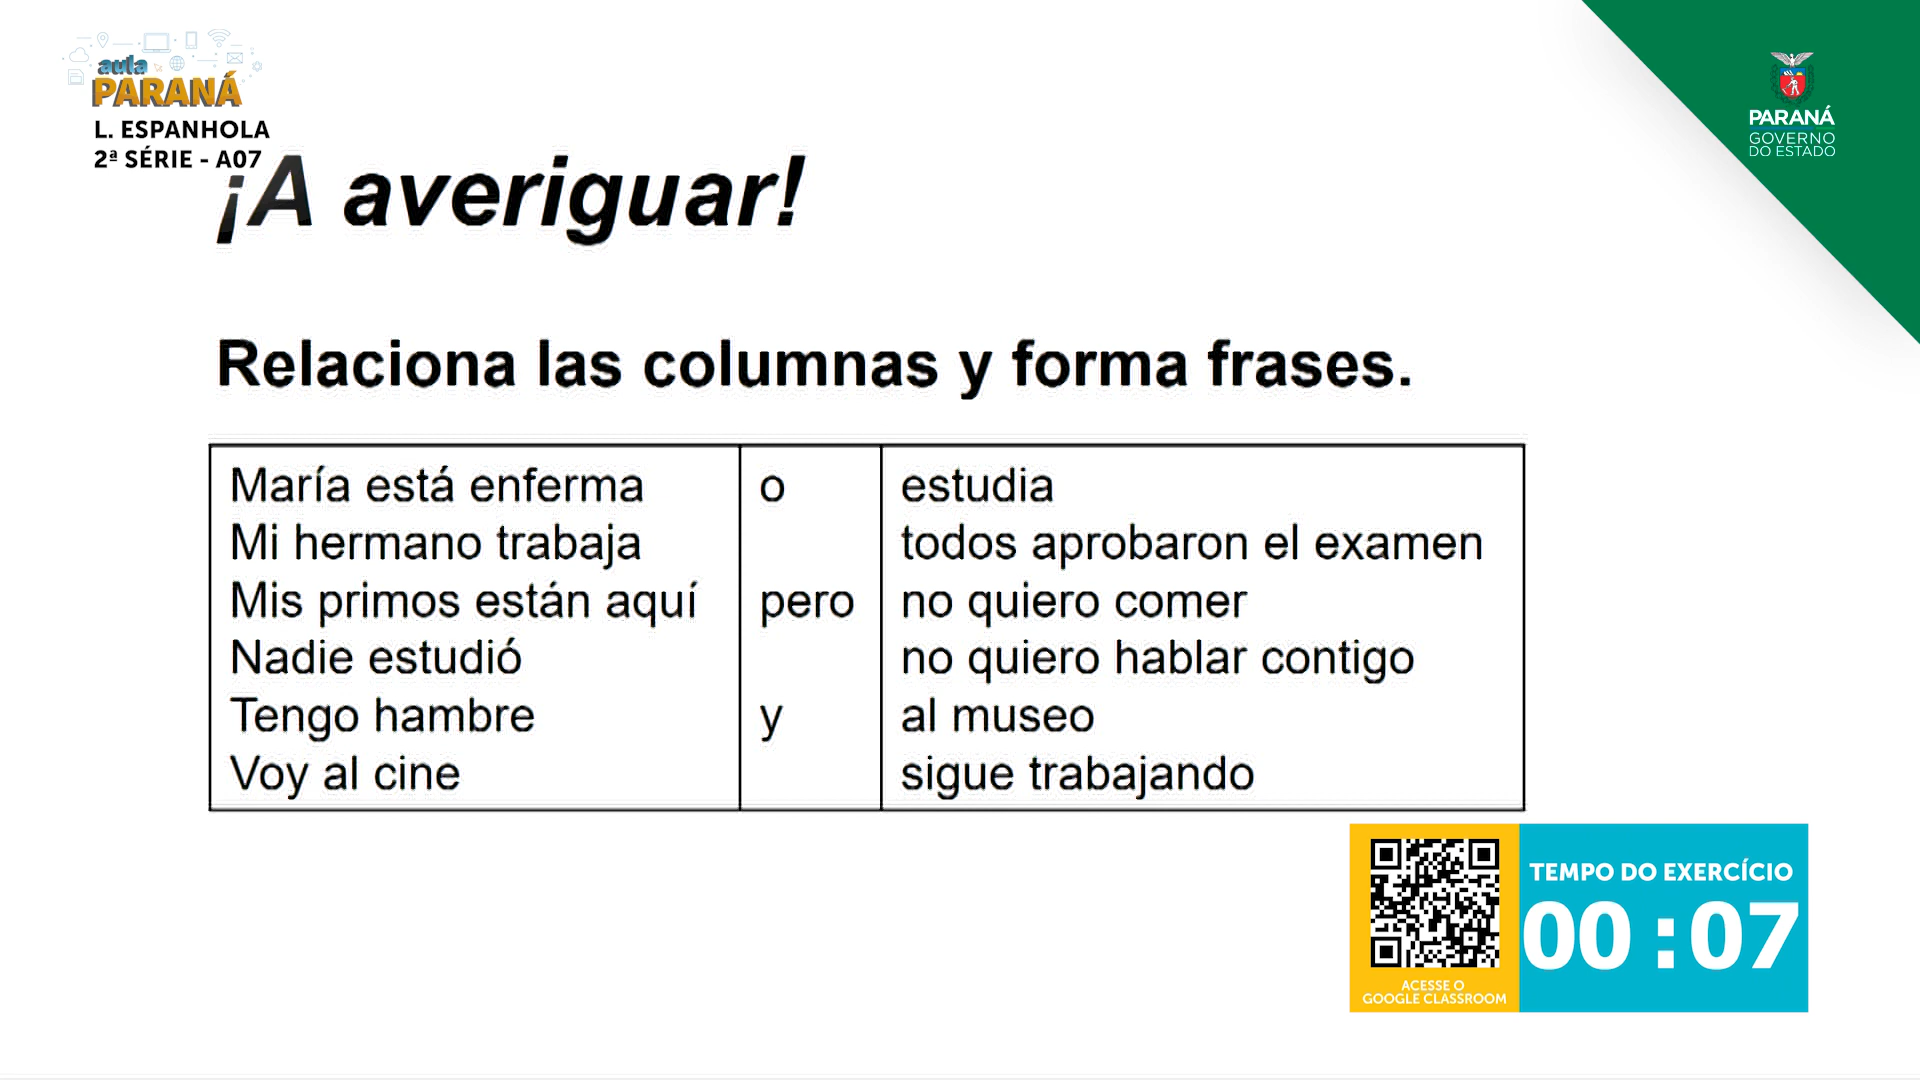 aula
PARANÁ
L. ESPANHOLA
2ª SÉRIE - A07
PARANÁ
GOVERNO
DO ESTADO
¡A averiguar!
Relaciona las columnas y forma frases.
María está enferma o estudia
Mi hermano trabaja todos aprobaron el examen
Mis primos están aquí pero no quiero comer
Nadie estudió no quiero hablar contigo
Tengo hambre y al museo
Voy al cine sigue trabajando
TEMPO DO EXERCÍCIO
00:07
ACESSE O
GOOGLE CLASSROOM